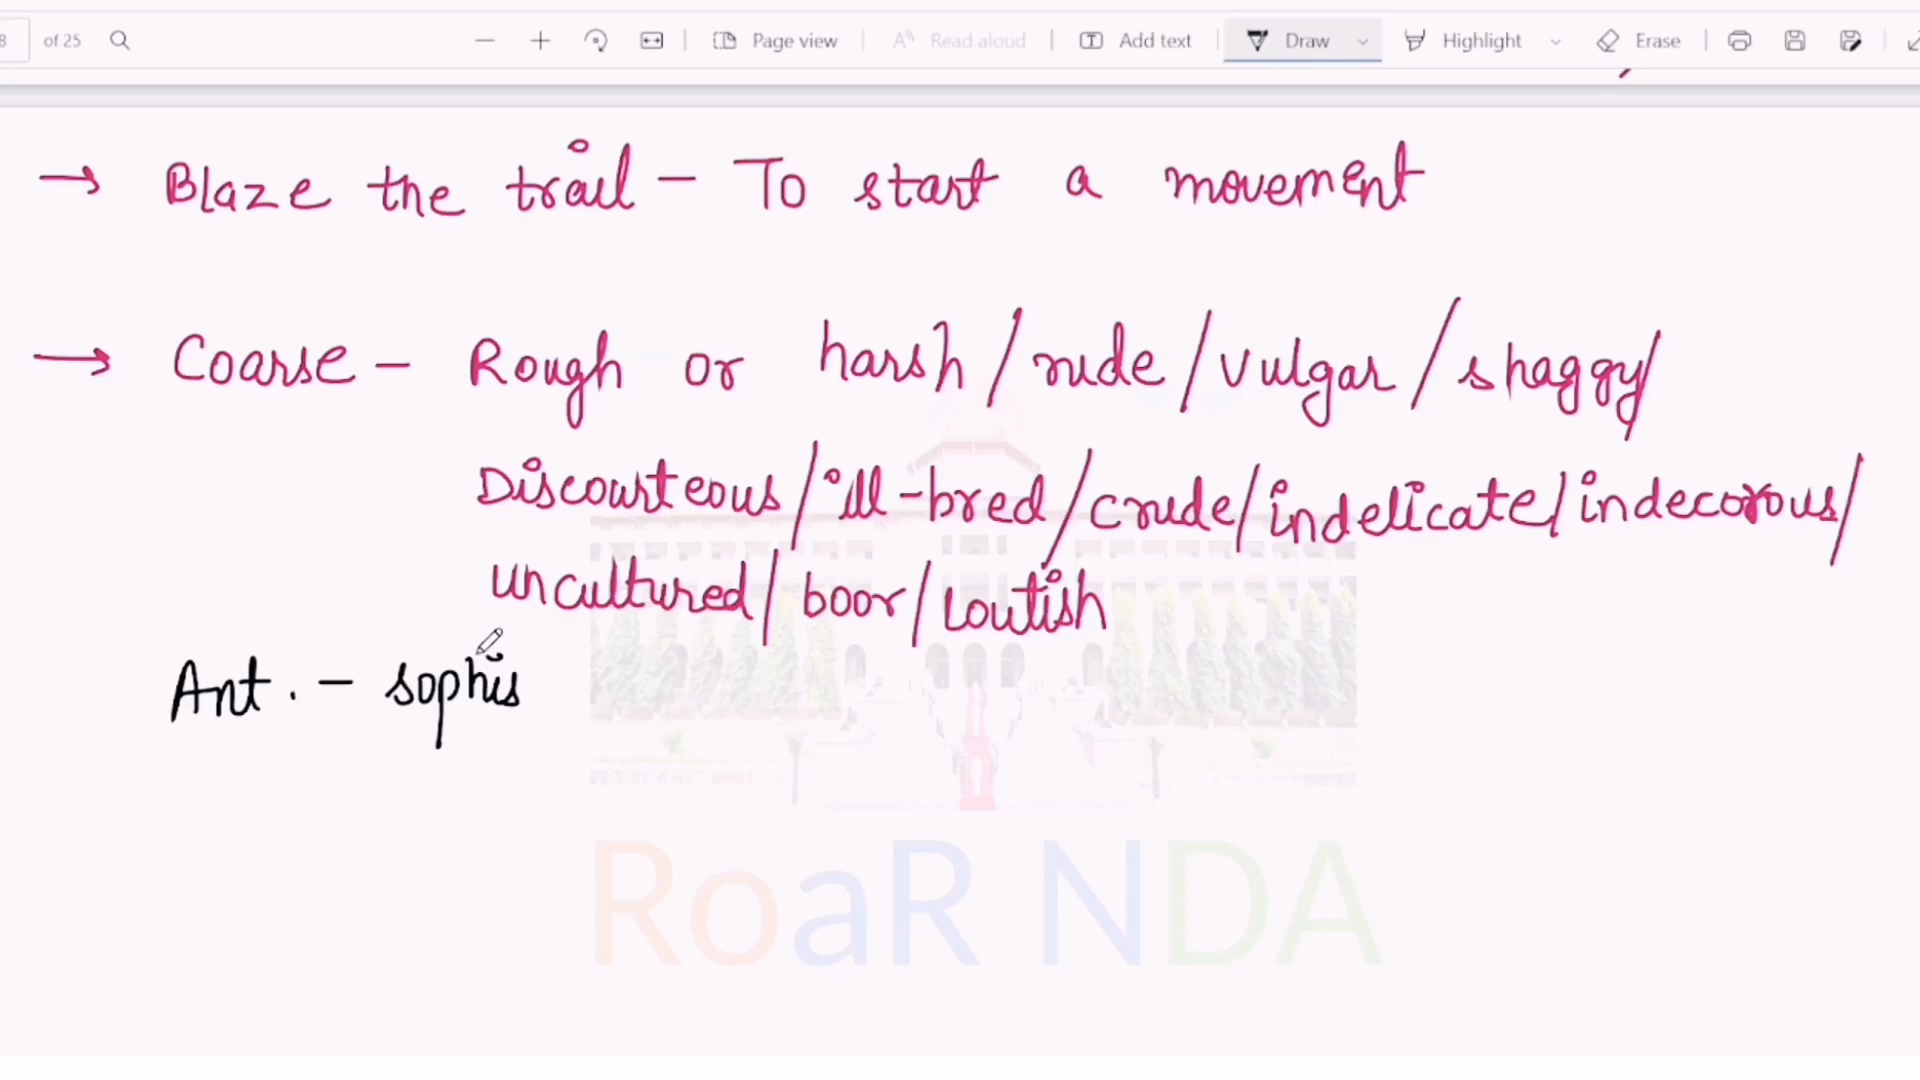 8 of 25 Page view Read aloud Add text Draw Highlight Erase
→ Blaze the trail - To start a movement
→ Coarse - Rough or harsh/rude/vulgar/shaggy/
Discourteous/ill-bred/crude/indelicate/indecorous/
uncultured/boor/Loutish
Ant. - sophis
RoaR NDA